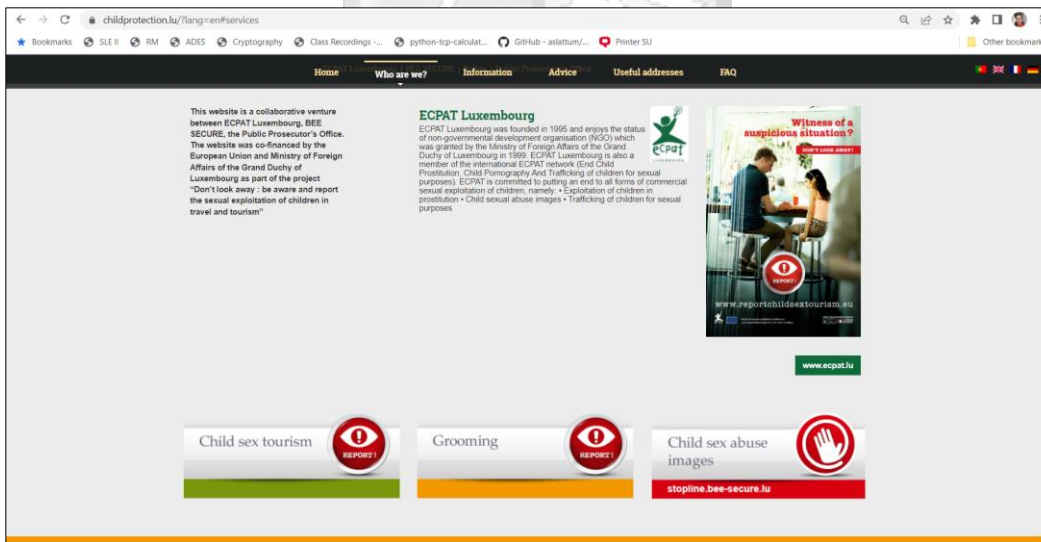 childprotection.lu/?lang=en#services
Bookmarks SLE II RM ADES Cryptography Class Recordings -... python-tcp-calculat... GitHub - aslattum/... Printer SU Other bookmark
Home Who are we? Information Advice Useful addresses FAQ
This website is a collaborative venture
between ECPAT Luxembourg, BEE
SECURE, the Public Prosecutor's Office.
The website was co-financed by the
European Union and Ministry of Foreign
Affairs of the Grand Duchy of
Luxembourg as part of the project
"Don't look away : be aware and report
the sexual exploitation of children in
travel and tourism"
ECPAT Luxembourg
ECPAT Luxembourg was founded in 1995 and enjoys the status
of non-governmental development organisation (NGO) which
was granted by the Ministry of Foreign Affairs of the Grand
Duchy of Luxembourg in 1999. ECPAT Luxembourg is also a
member of the international ECPAT network (End Child
Prostitution, Child Pornography And Trafficking of children for sexual
purposes). ECPAT is committed to putting an end to all forms of commercial
sexual exploitation of children, namely: • Exploitation of children in
prostitution • Child sexual abuse images • Trafficking of children for sexual
purposes
ecpat
LUXEMBOURG
Witness of a
suspicious situation?
DON'T LOOK AWAY!
REPORT!
www.reportchildsextourism.eu
www.ecpat.lu
Child sex tourism
REPORT!
Grooming
REPORT!
Child sex abuse
images
stopline.bee-secure.lu